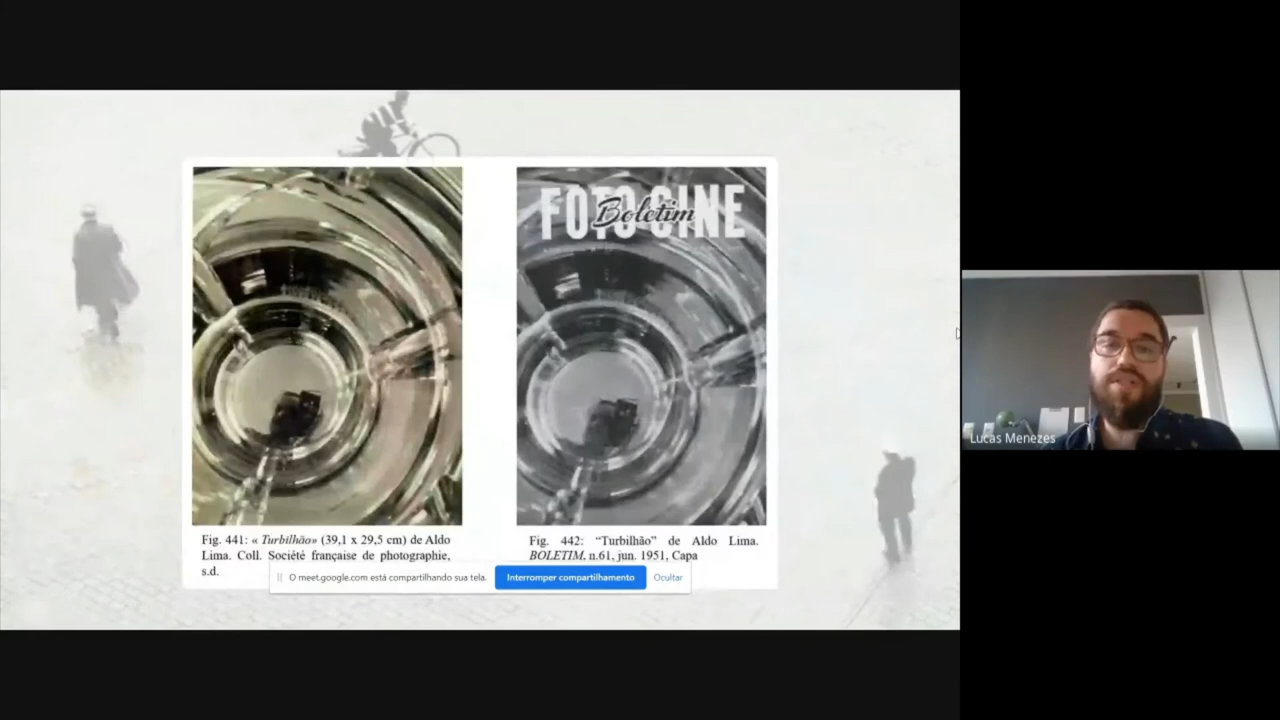 FOTO CINE
Boletim
Fig. 441: « Turbilhão» (39,1 x 29,5 cm) de Aldo
Lima. Coll. Société française de photographie,
s.d.
Fig. 442: “Turbilhão” de Aldo Lima.
BOLETIM, n.61, jun. 1951, Capa
O meet.google.com está compartilhando sua tela.
Interromper compartilhamento
Ocultar
Lucas Menezes